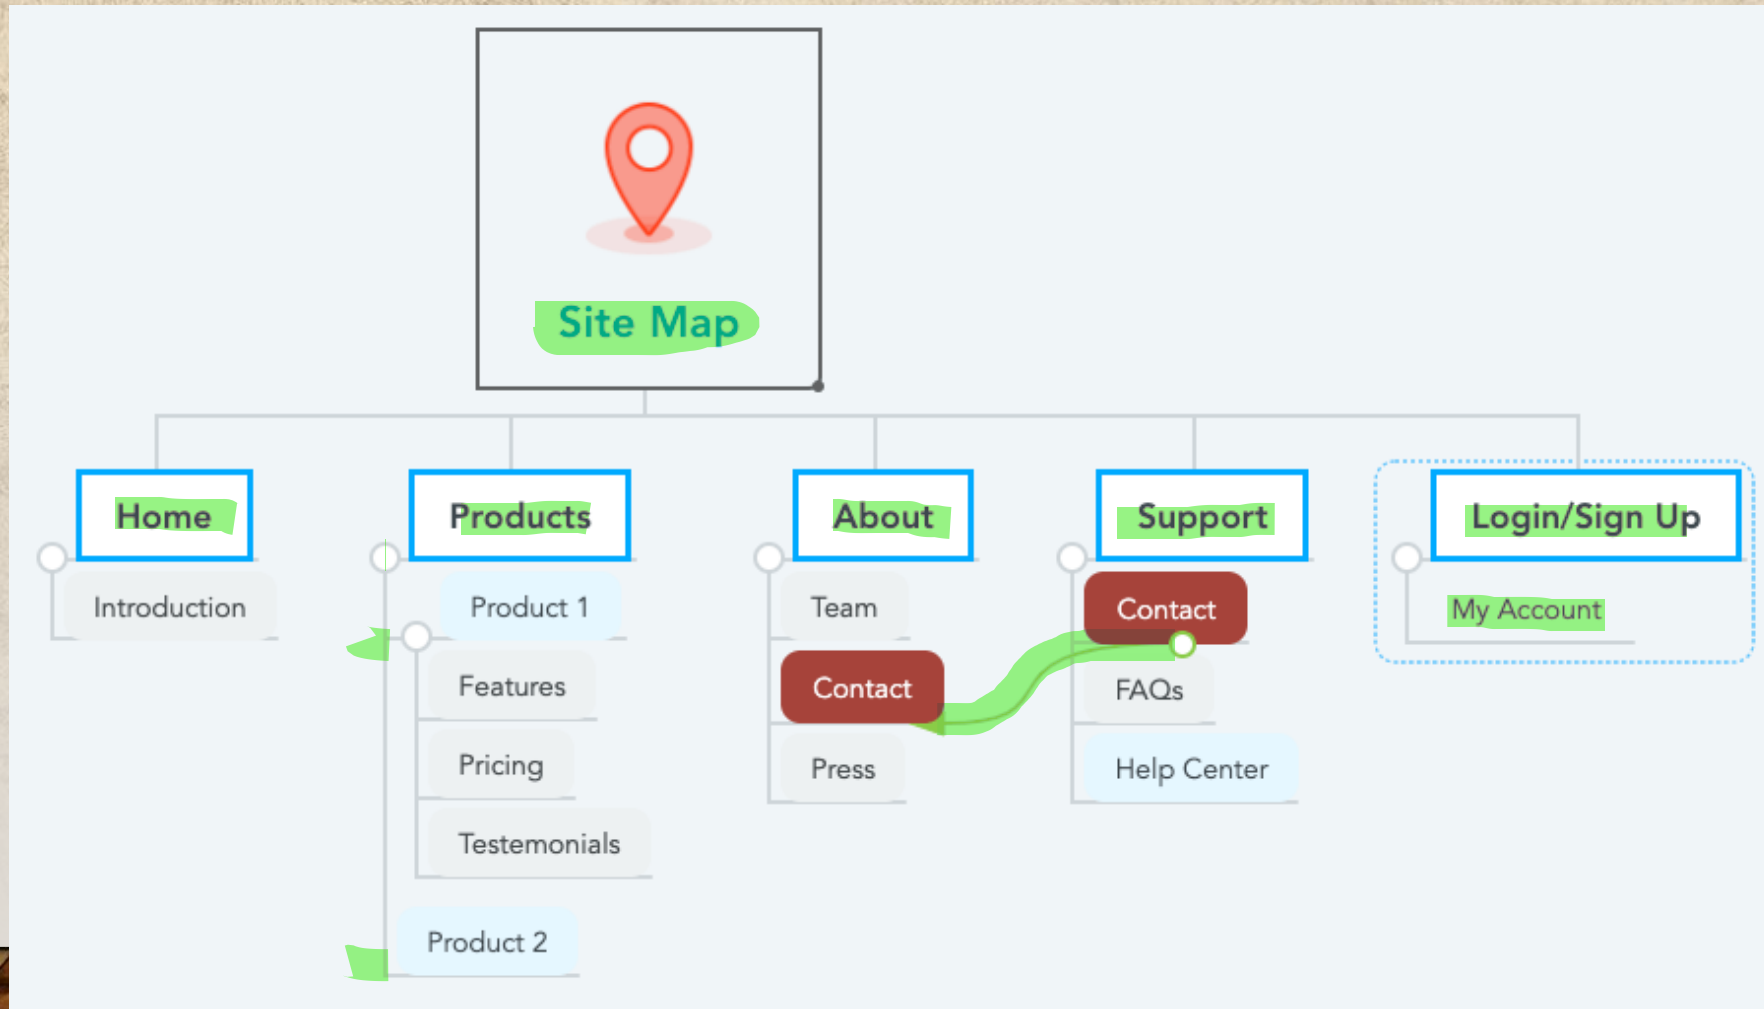 Site Map
Home
Introduction
Products
Product 1
Features
Pricing
Testemonials
Product 2
About
Team
Contact
Press
Support
Contact
FAQs
Help Center
Login/Sign Up
My Account